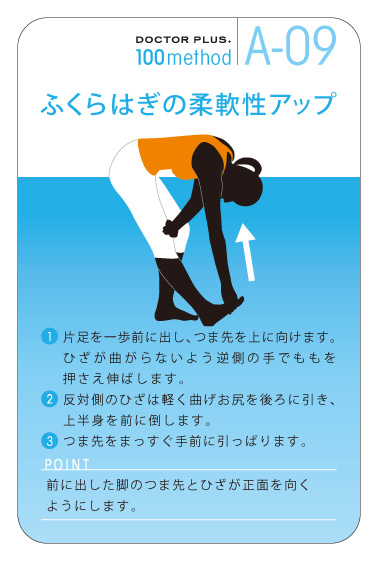 DOCTOR PLUS.
100method
A-09
ふくらはぎの柔軟性アップ
1 片足を一歩前に出し、つま先を上に向けます。
ひざが曲がらないよう逆側の手でももを
押さえ伸ばします。
2 反対側のひざは軽く曲げお尻を後ろに引き、
上半身を前に倒します。
3 つま先をまっすぐ手前に引っぱります。
POINT
前に出した脚のつま先とひざが正面を向く
ようにします。